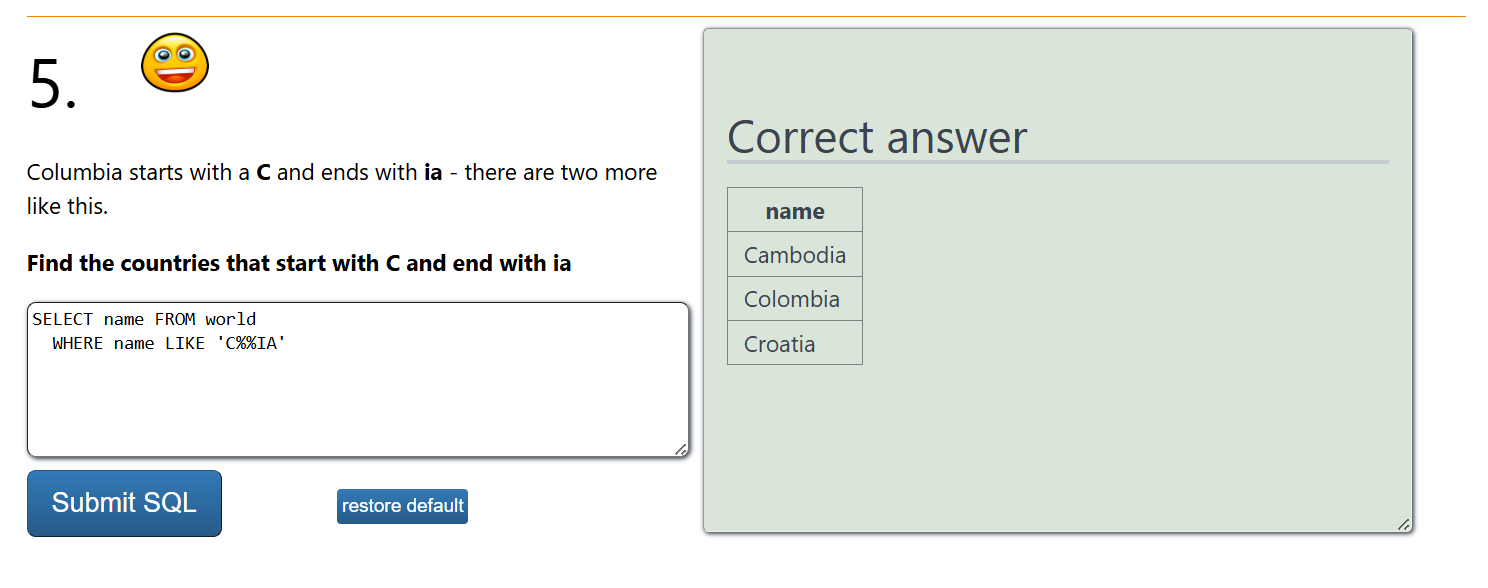 5.
Columbia starts with a C and ends with ia - there are two more
like this.
Find the countries that start with C and end with ia
SELECT name FROM world
WHERE name LIKE 'C%%IA'
Submit SQL
restore default
Correct answer
name
Cambodia
Colombia
Croatia